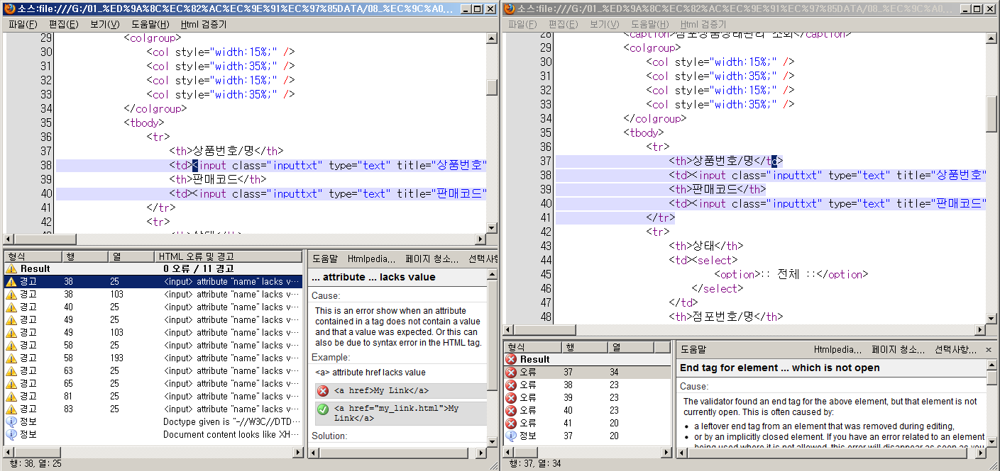 소스:file:///G:/01_%ED%9A%8C%EC%82%AC%EC%9E%91%EC%97%85DATA/08_%EC%9C%A0...
파일(F) 편집(E) 보기(V) 도움말(H) Html 검증기
29 <colgroup>
30 <col style="width:15%;" />
31 <col style="width:35%;" />
32 <col style="width:15%;" />
33 <col style="width:35%;" />
34 </colgroup>
35 <tbody>
36 <tr>
37 <th>상품번호/명</th>
38 <td><input class="inputtxt" type="text" title="상품번호"
39 <th>판매코드</th>
40 <td><input class="inputtxt" type="text" title="판매코드"
41 </tr>
42 <tr>
43 <th>상태</th>
형식 행 열 HTML 오류 및 경고
Result 0 오류 / 11 경고
경고 38 25 <input> attribute "name" lacks v...
경고 38 103 <input> attribute "name" lacks v...
경고 40 25 <input> attribute "name" lacks v...
경고 49 25 <input> attribute "name" lacks v...
경고 49 103 <input> attribute "name" lacks v...
경고 58 25 <input> attribute "name" lacks v...
경고 58 193 <input> attribute "name" lacks v...
경고 63 25 <input> attribute "name" lacks v...
경고 65 25 <input> attribute "name" lacks v...
경고 81 25 <input> attribute "name" lacks v...
경고 83 25 <input> attribute "name" lacks v...
정보 Doctype given is "-//W3C//DTD...
정보 Document content looks like XH...
도움말 Htmlpedia... 페이지 청소... 선택사항
... attribute ... lacks value
Cause:
This is an error show when an attribute
contained in a tag does not contain a value
and that a value was expected. Or this can
also be due to syntax error in the HTML tag.
Example:
<a> attribute href lacks value
<a href>My Link</a>
<a href="my_link.html">My
Link</a>
Solution:
행: 38, 열: 25
소스:file:///G:/01_%ED%9A%8C%EC%82%AC%EC%9E%91%EC%97%85DATA/08_%EC%9C%A0...
파일(F) 편집(E) 보기(V) 도움말(H) Html 검증기
28 <caption>점포상품상태관리 조회</caption>
29 <colgroup>
30 <col style="width:15%;" />
31 <col style="width:35%;" />
32 <col style="width:15%;" />
33 <col style="width:35%;" />
34 </colgroup>
35 <tbody>
36 <tr>
37 <th>상품번호/명</td>
38 <td><input class="inputtxt" type="text" title="상품번호"
39 <th>판매코드</th>
40 <td><input class="inputtxt" type="text" title="판매코드"
41 </tr>
42 <tr>
43 <th>상태</th>
44 <td><select>
45 <option>:: 전체 ::</option>
46 </select>
47 </td>
48 <th>점포번호/명</th>
형식 행 열
Result
오류 37 34
오류 38 23
오류 39 23
오류 40 23
오류 41 20
정보 37 20
도움말 Htmlpedia... 페이지 청소... 선택사항...
End tag for element ... which is not open
Cause:
The validator found an end tag for the above element, but that element is not
currently open. This is often caused by:
• a leftover end tag from an element that was removed during editing,
• or by an implicitly closed element. If you have an error related to an element
being used where it is not allowed, this error will disappear as soon as you
행: 37, 열: 34